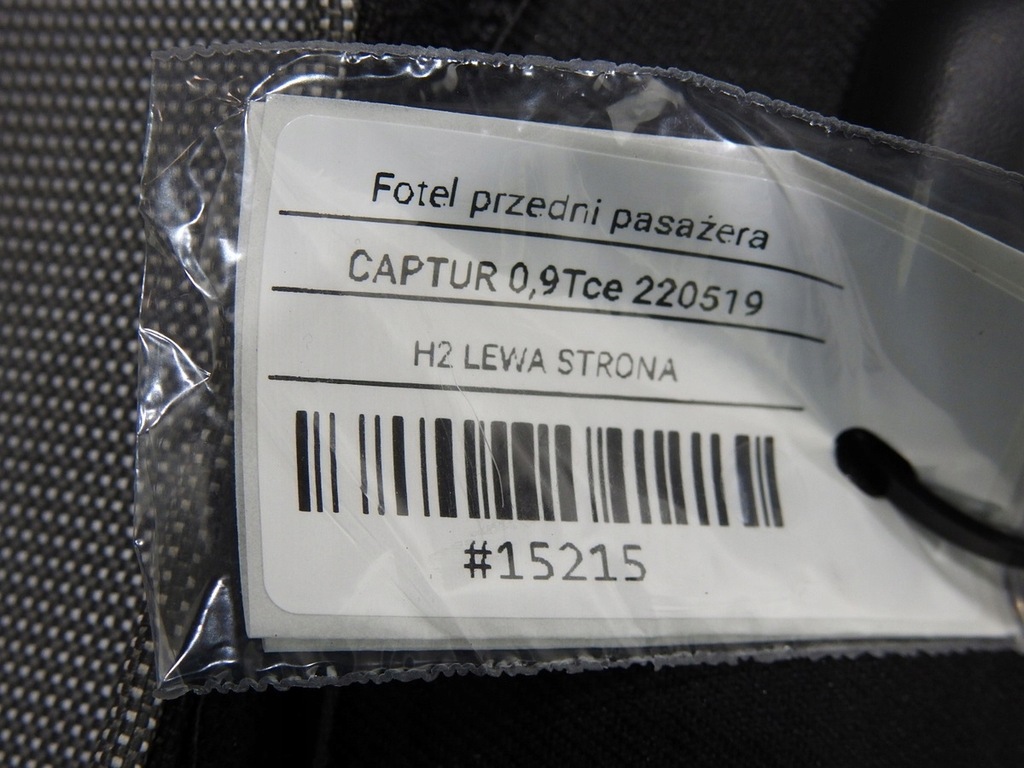 Fotel przedni pasażera
CAPTUR 0,9Tce 220519
H2 LEWA STRONA
#15215